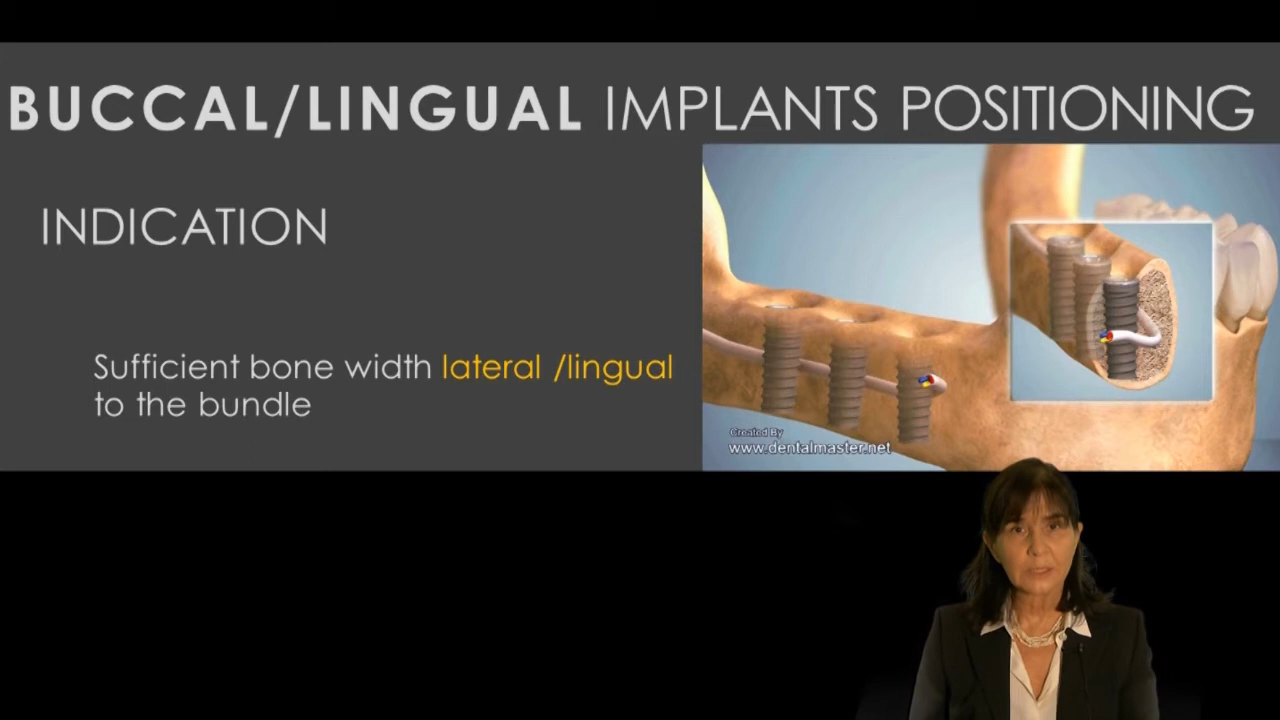 BUCCAL/LINGUAL IMPLANTS POSITIONING
INDICATION
Sufficient bone width lateral /lingual
to the bundle
Created By
www.dentalmaster.net